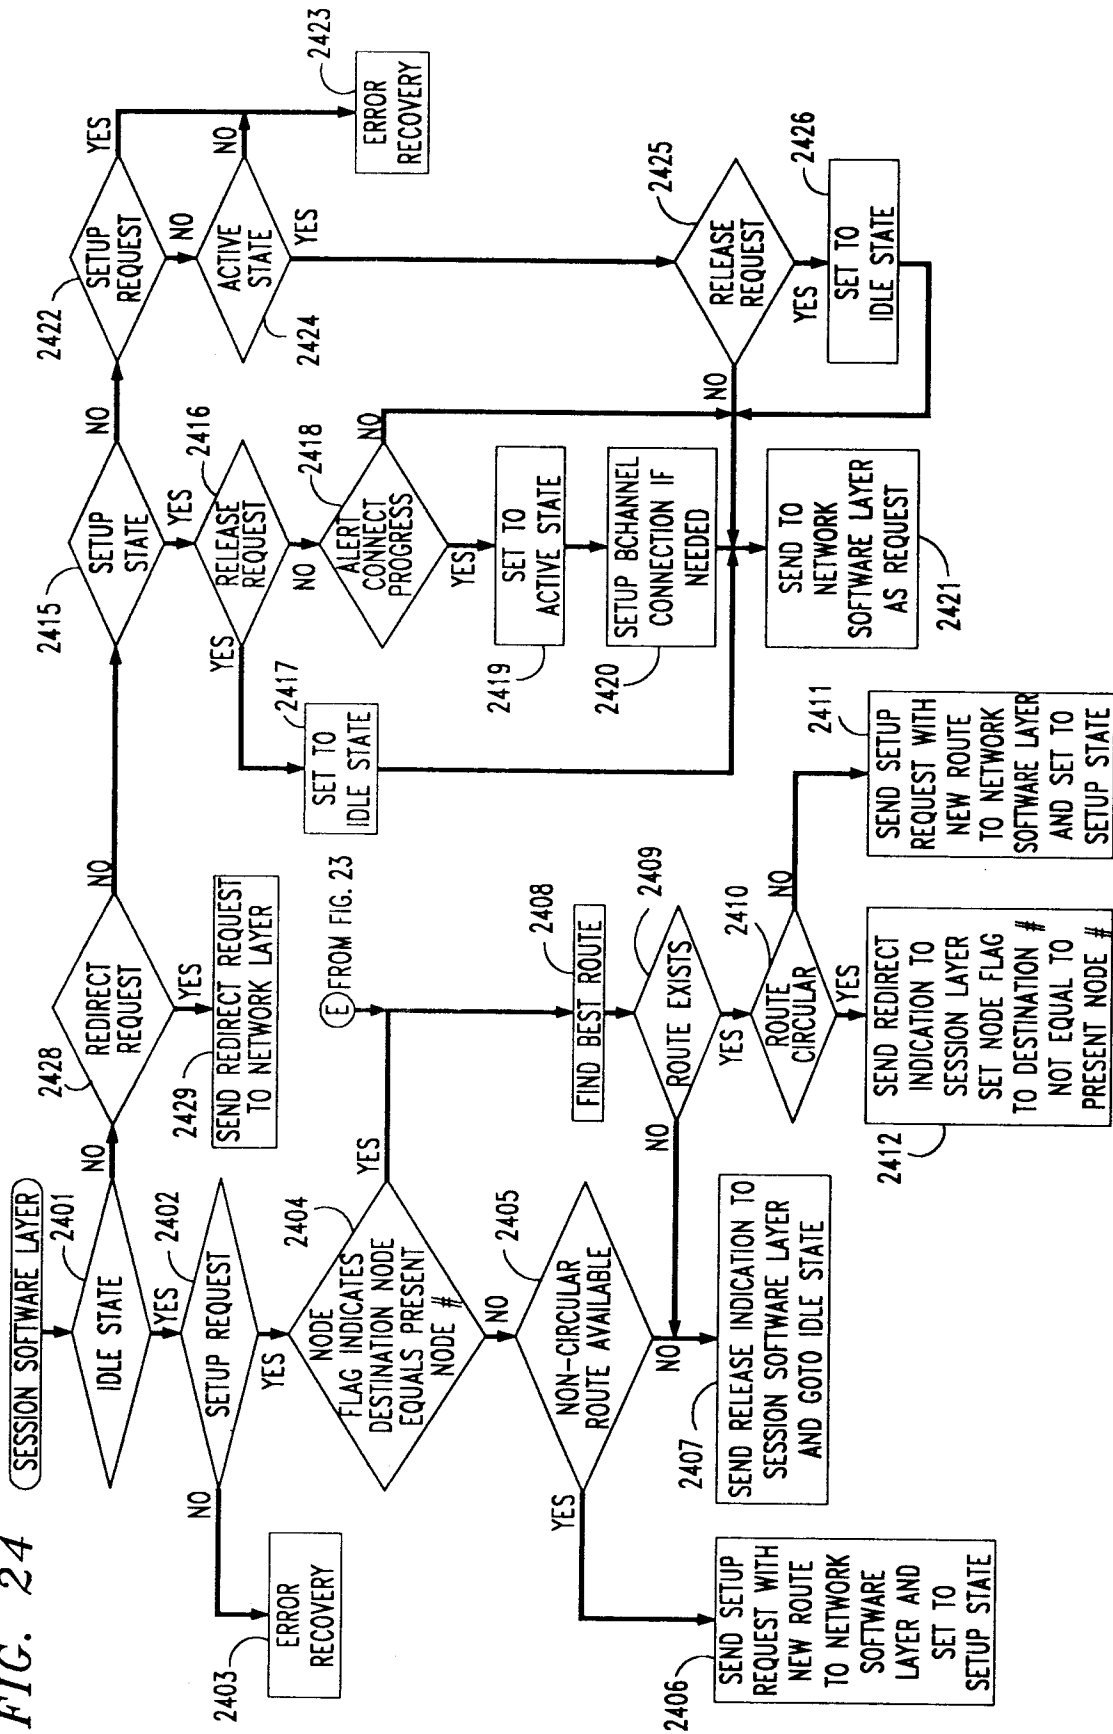 FIG. 24
SESSION SOFTWARE LAYER
2401
IDLE STATE
NO
YES
2402
SETUP REQUEST
NO
YES
2403
ERROR
RECOVERY
2404
NODE
FLAG INDICATES
DESTINATION NODE
EQUALS PRESENT
NODE #
YES
NO
2405
NON-CIRCULAR
ROUTE AVAILABLE
YES
NO
2406
SEND SETUP
REQUEST WITH
NEW ROUTE
TO NETWORK
SOFTWARE
LAYER AND
SET TO
SETUP STATE
2407
SEND RELEASE INDICATION TO
SESSION SOFTWARE LAYER
AND GOTO IDLE STATE
2428
REDIRECT
REQUEST
NO
YES
2429
SEND REDIRECT REQUEST
TO NETWORK LAYER
E FROM FIG. 23
2408
FIND BEST ROUTE
2409
ROUTE EXISTS
NO
YES
2410
ROUTE
CIRCULAR
NO
YES
2411
SEND SETUP
REQUEST WITH
NEW ROUTE
TO NETWORK
SOFTWARE LAYER
AND SET TO
SETUP STATE
2412
SEND REDIRECT
INDICATION TO
SESSION LAYER
SET NODE FLAG
TO DESTINATION #
NOT EQUAL TO
PRESENT NODE #
2415
SETUP
STATE
NO
YES
2416
RELEASE
REQUEST
YES
NO
2417
SET TO
IDLE STATE
2418
ALERT
CONNECT
PROGRESS
NO
YES
2419
SET TO
ACTIVE STATE
2420
SETUP BCHANNEL
CONNECTION IF
NEEDED
2421
SEND TO
NETWORK
SOFTWARE LAYER
AS REQUEST
2422
SETUP
REQUEST
YES
NO
2423
ERROR
RECOVERY
2424
ACTIVE
STATE
NO
YES
2425
RELEASE
REQUEST
NO
YES
2426
SET TO
IDLE STATE